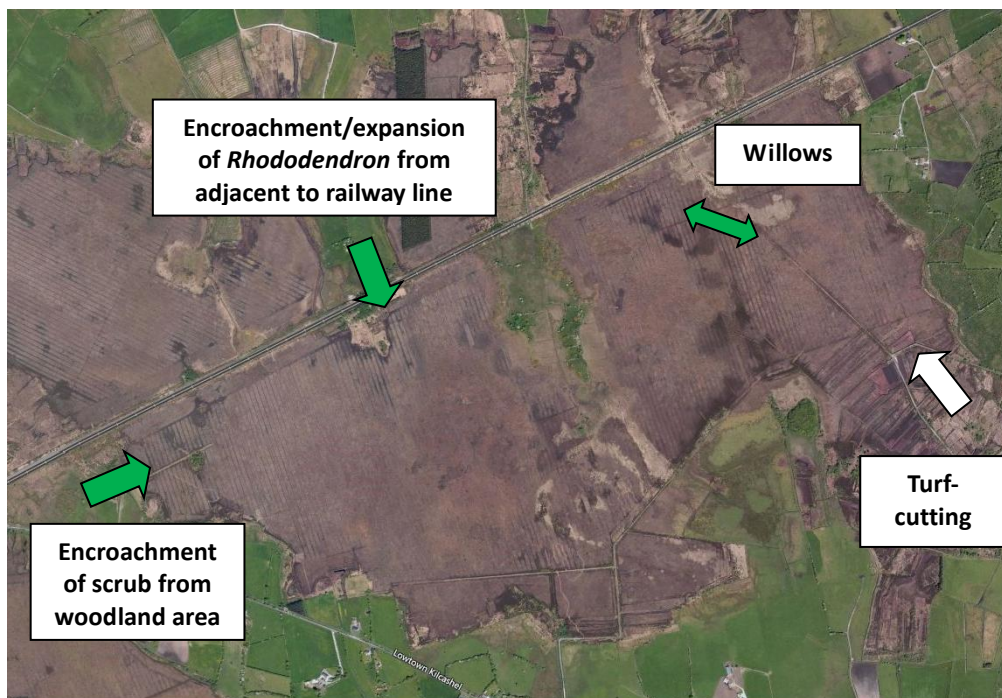 Encroachment/expansion
of Rhododendron from
adjacent to railway line
Willows
Turf-
cutting
Encroachment
of scrub from
woodland area
Lowtown Kilcashel